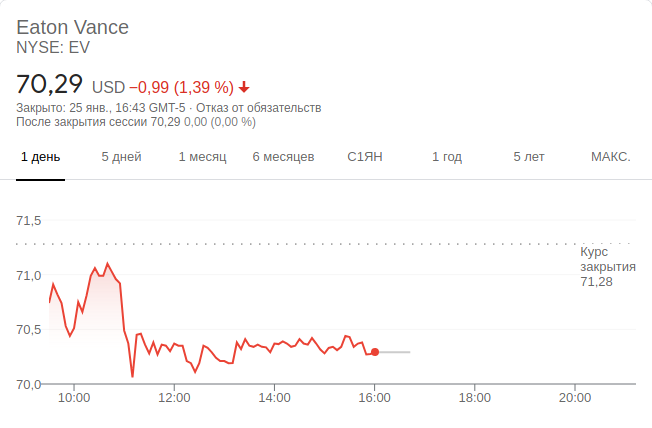 Eaton Vance
NYSE: EV
70,29 USD −0,99 (1,39 %)
Закрыто: 25 янв., 16:43 GMT-5 · Отказ от обязательств
После закрытия сессии 70,29 0,00 (0,00 %)
1 день 5 дней 1 месяц 6 месяцев С1ЯН 1 год 5 лет МАКС.
71,5
Курс
закрытия
71,28
71,0
70,5
70,0
10:00 12:00 14:00 16:00 18:00 20:00